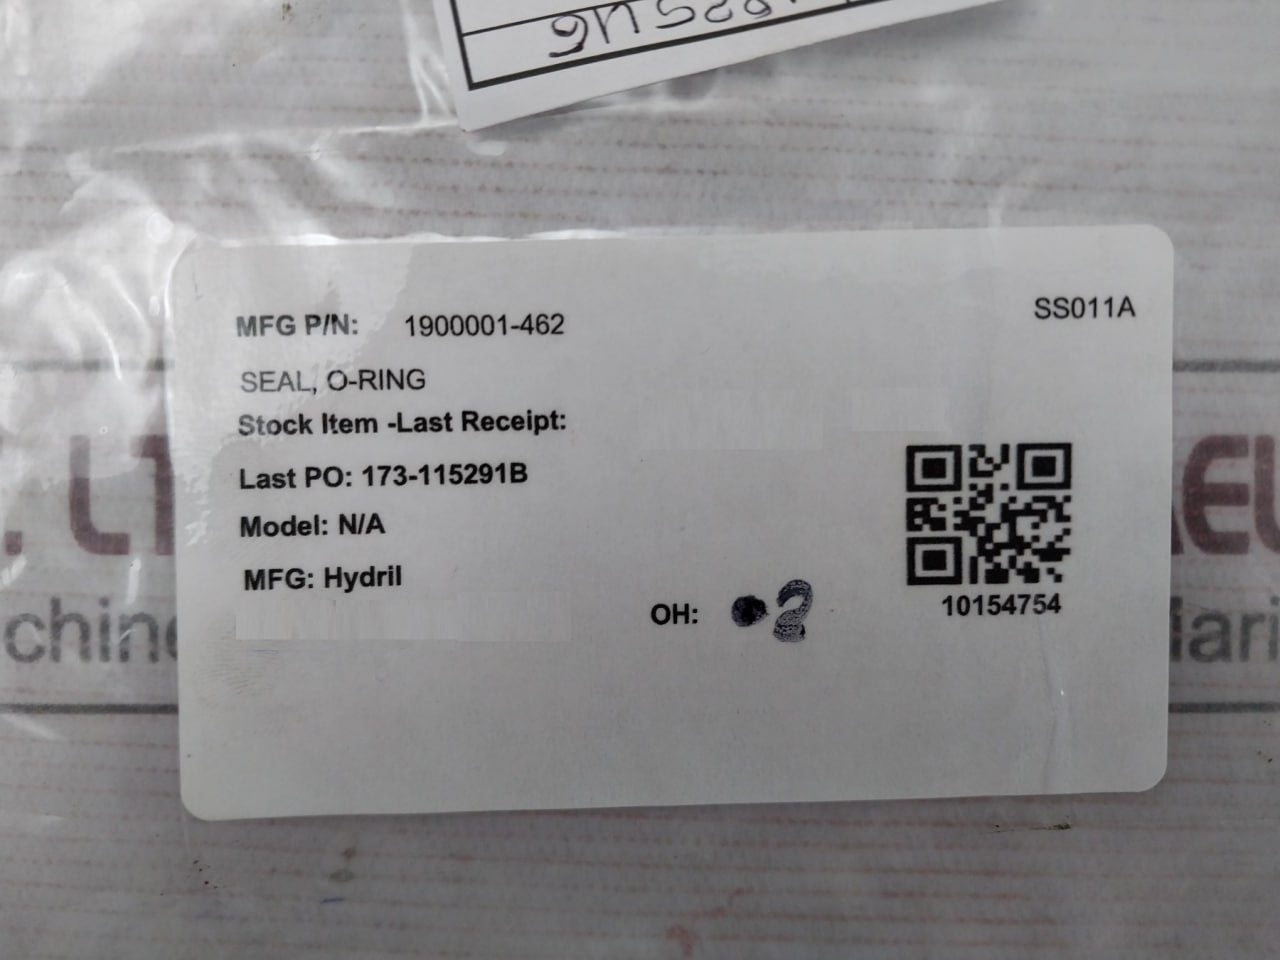 MFG P/N: 1900001-462
SS011A
SEAL, O-RING
Stock Item -Last Receipt:
Last PO: 173-115291B
Model: N/A
MFG: Hydril
OH: 2
10154754